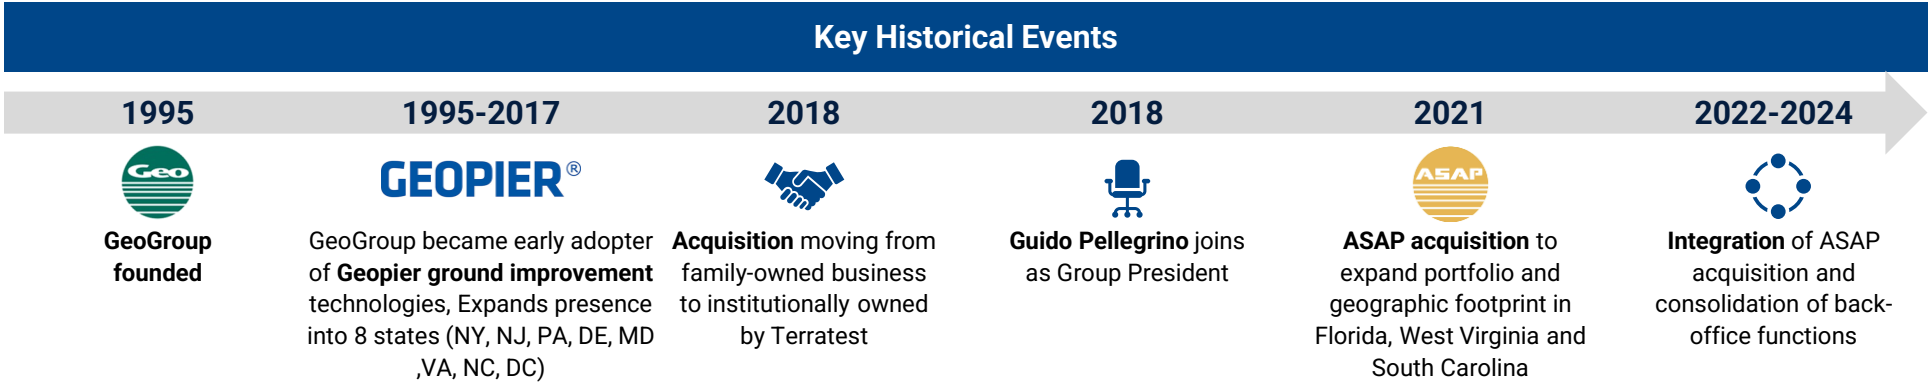 Key Historical Events
1995
1995-2017
2018
2018
2021
2022-2024
Geo
GEOPIER®
ASAP
GeoGroup
founded
GeoGroup became early adopter
of Geopier ground improvement
technologies, Expands presence
into 8 states (NY, NJ, PA, DE, MD
,VA, NC, DC)
Acquisition moving from
family-owned business
to institutionally owned
by Terratest
Guido Pellegrino joins
as Group President
ASAP acquisition to
expand portfolio and
geographic footprint in
Florida, West Virginia and
South Carolina
Integration of ASAP
acquisition and
consolidation of back-
office functions